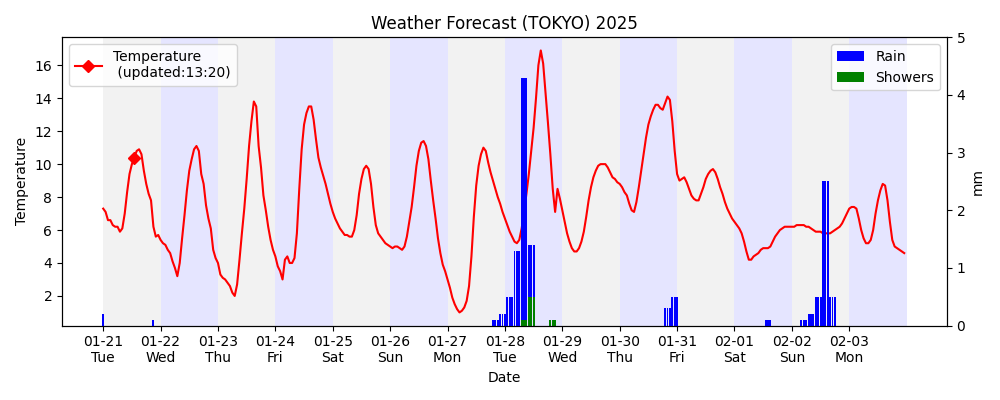 Weather Forecast (TOKYO) 2025
Temperature
(updated:13:20)
Rain
Showers
Temperature
16
14
12
10
8
6
4
2
5
4
3
2
1
0
mm
01-21 01-22 01-23 01-24 01-25 01-26 01-27 01-28 01-29 01-30 01-31 02-01 02-02 02-03
Tue Wed Thu Fri Sat Sun Mon Tue Wed Thu Fri Sat Sun Mon
Date